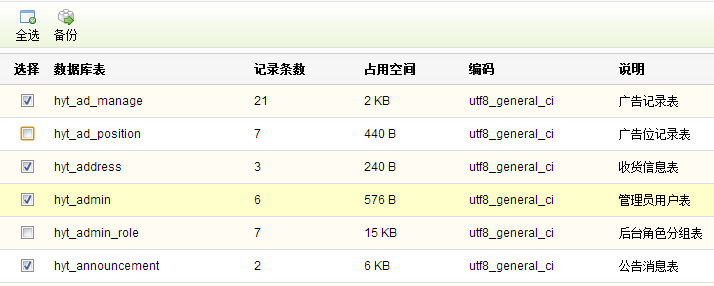 全选 备份
选择 数据库表 记录条数 占用空间 编码 说明
hyt_ad_manage 21 2 KB utf8_general_ci 广告记录表
hyt_ad_position 7 440 B utf8_general_ci 广告位记录表
hyt_address 3 240 B utf8_general_ci 收货信息表
hyt_admin 6 576 B utf8_general_ci 管理员用户表
hyt_admin_role 7 15 KB utf8_general_ci 后台角色分组表
hyt_announcement 2 6 KB utf8_general_ci 公告消息表